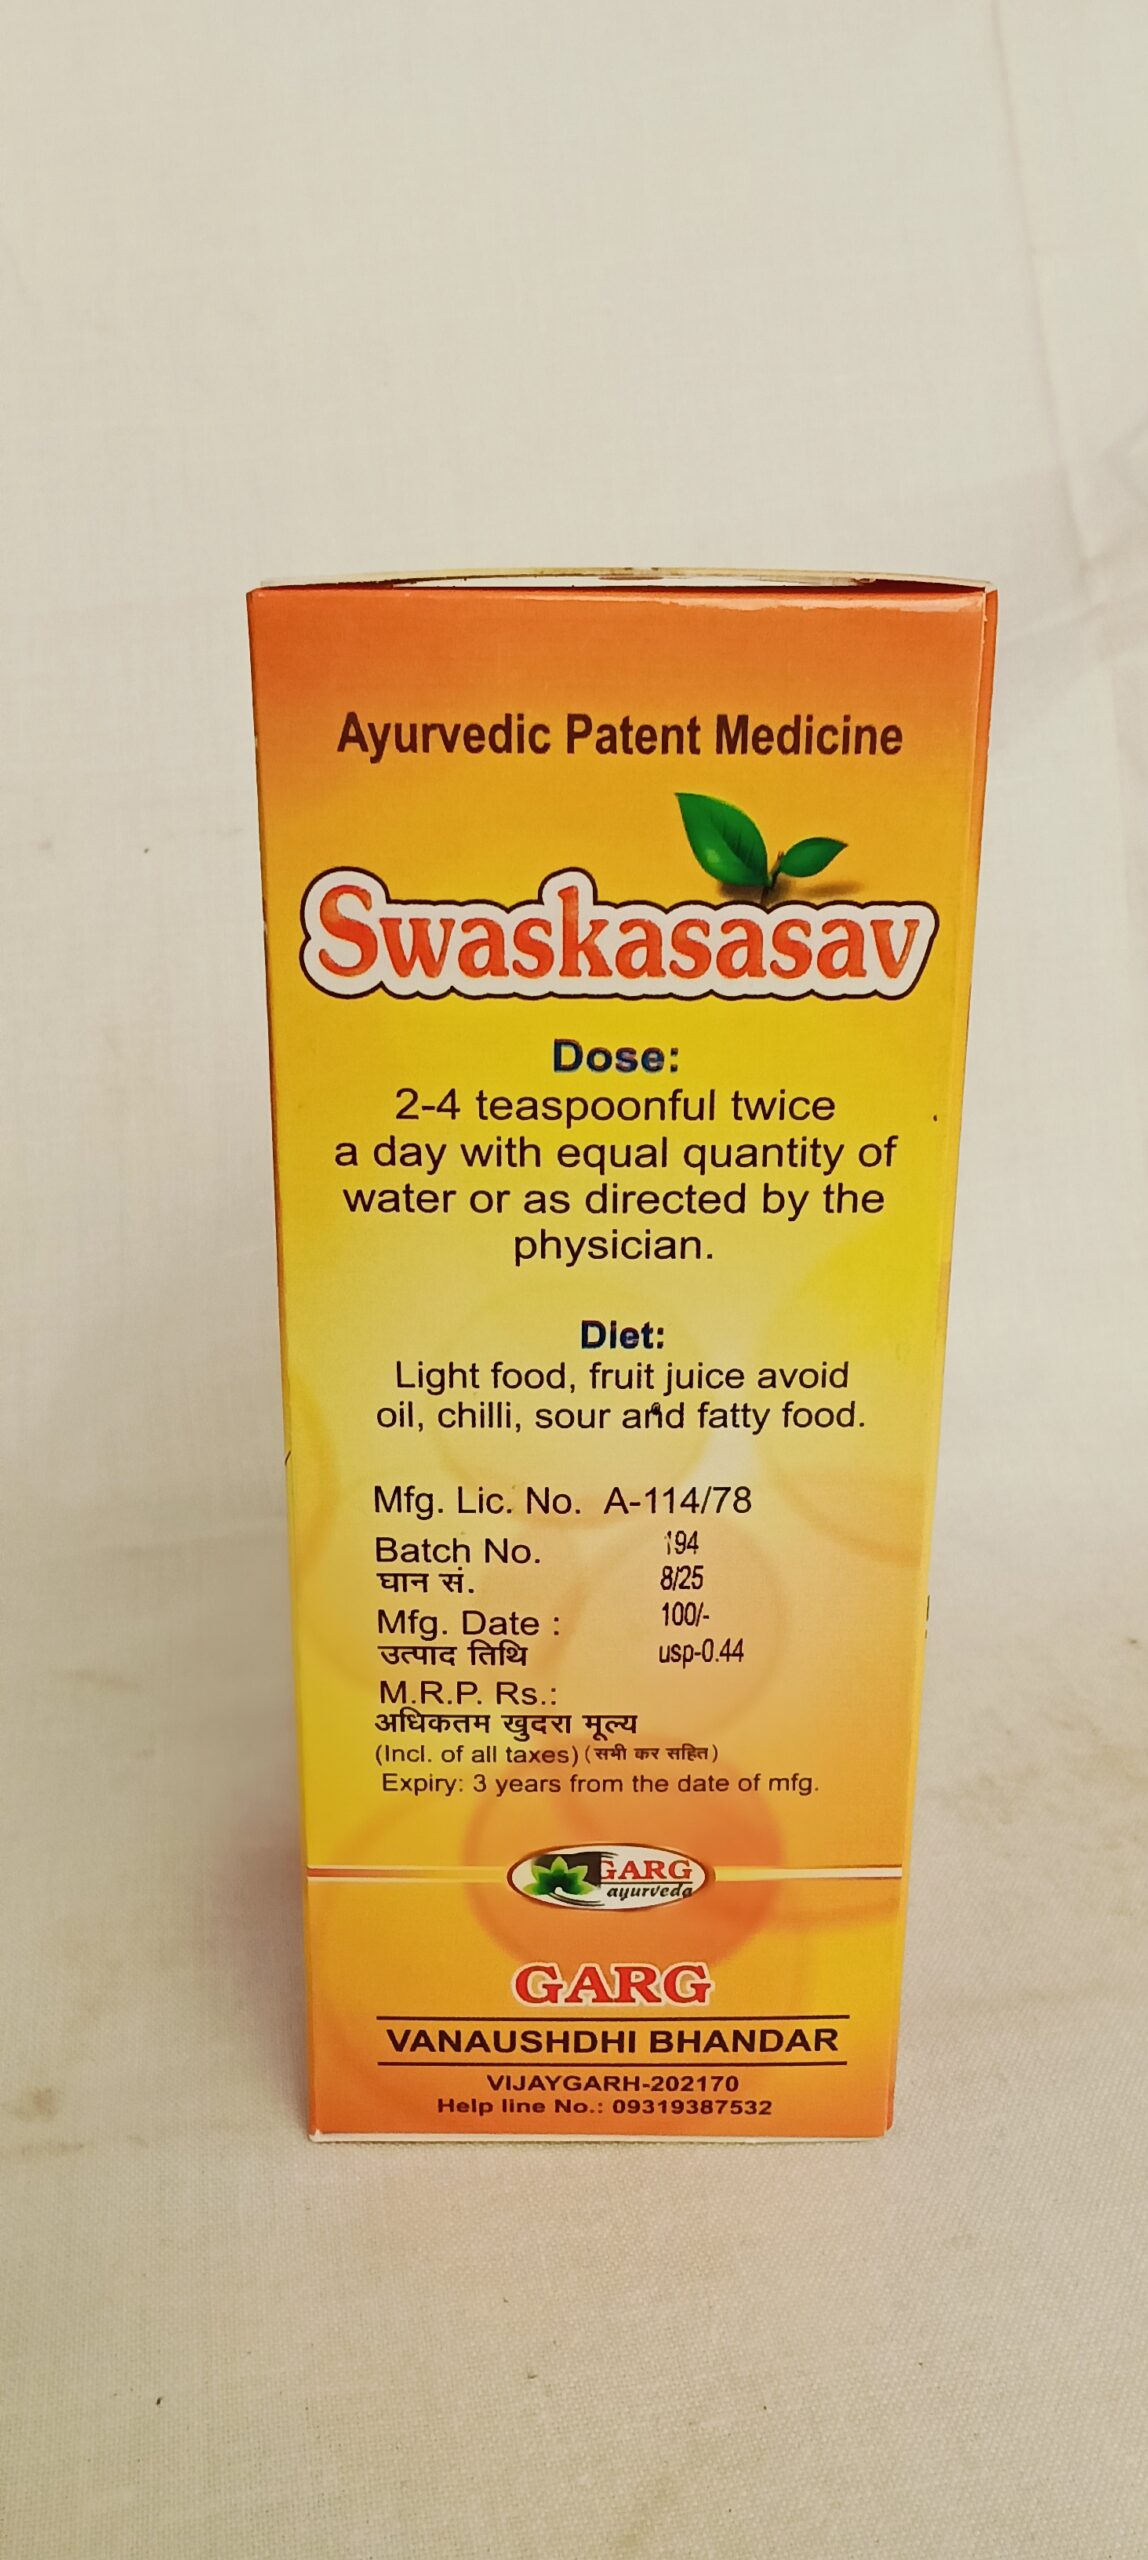 Ayurvedic Patent Medicine
Swaskasasav
Dose:
2-4 teaspoonful twice
a day with equal quantity of
water or as directed by the
physician.
Diet:
Light food, fruit juice avoid
oil, chilli, sour and fatty food.
Mfg. Lic. No. A-114/78
Batch No. 194
घान सं. 8/25
Mfg. Date : 100/-
उत्पाद तिथि usp-0.44
M.R.P. Rs.:
अधिकतम खुदरा मूल्य
(Incl. of all taxes) (सभी कर सहित)
Expiry: 3 years from the date of mfg.
GARG
ayurveda
GARG
VANAUSHDHI BHANDAR
VIJAYGARH-202170
Help line No.: 09319387532